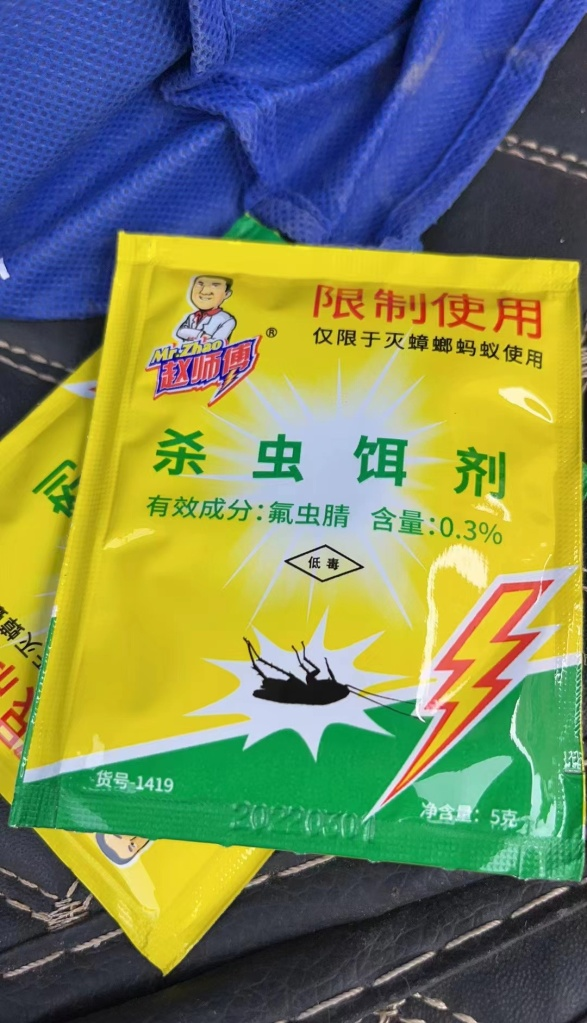 限制使用
仅限于灭蟑螂蚂蚁使用
Mr.Zhao
赵师傅
®
杀虫饵剂
有效成分：氟虫腈 含量：0.3%
低毒
货号-1419
净含量：5克
20220304
剂